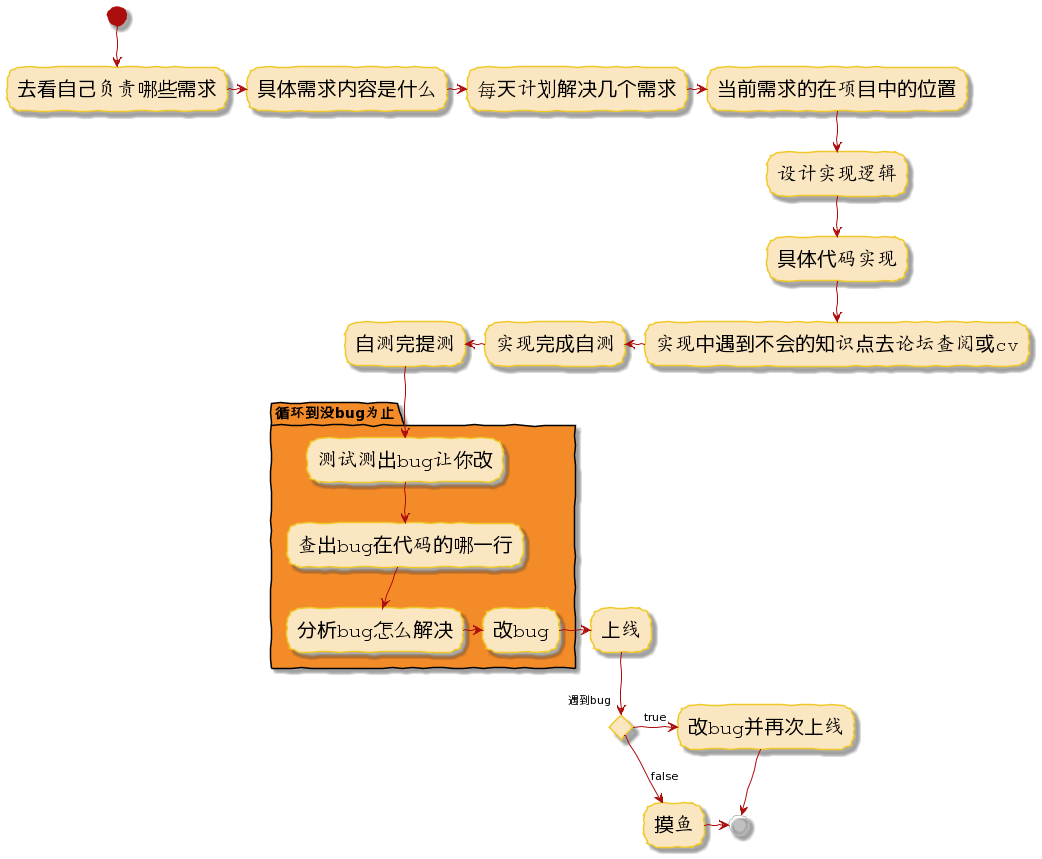 去看自己负责哪些需求
具体需求内容是什么
每天计划解决几个需求
当前需求的在项目中的位置
设计实现逻辑
具体代码实现
实现中遇到不会的知识点去论坛查阅或cv
实现完成自测
自测完提测
循环到没bug为止
测试测出bug让你改
查出bug在代码的哪一行
分析bug怎么解决
改bug
上线
遇到bug
true
改bug并再次上线
false
摸鱼